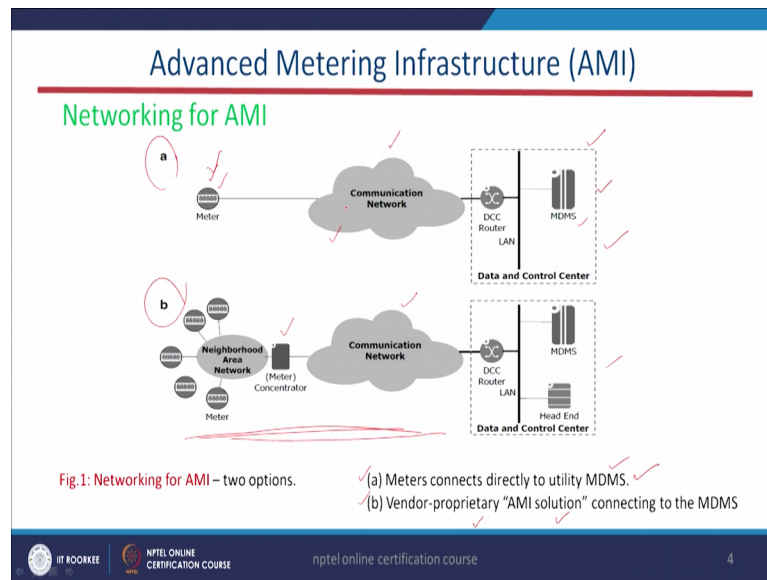 Advanced Metering Infrastructure (AMI)
Networking for AMI
a
Meter
Communication
Network
DCC
Router
LAN
MDMS
Data and Control Center
b
Neighborhood
Area
Network
Meter
(Meter)
Concentrator
Communication
Network
DCC
Router
LAN
MDMS
Head End
Data and Control Center
Fig.1: Networking for AMI – two options.
(a) Meters connects directly to utility MDMS.
(b) Vendor-proprietary “AMI solution” connecting to the MDMS
IIT ROORKEE
NPTEL ONLINE
CERTIFICATION COURSE
nptel online certification course
4